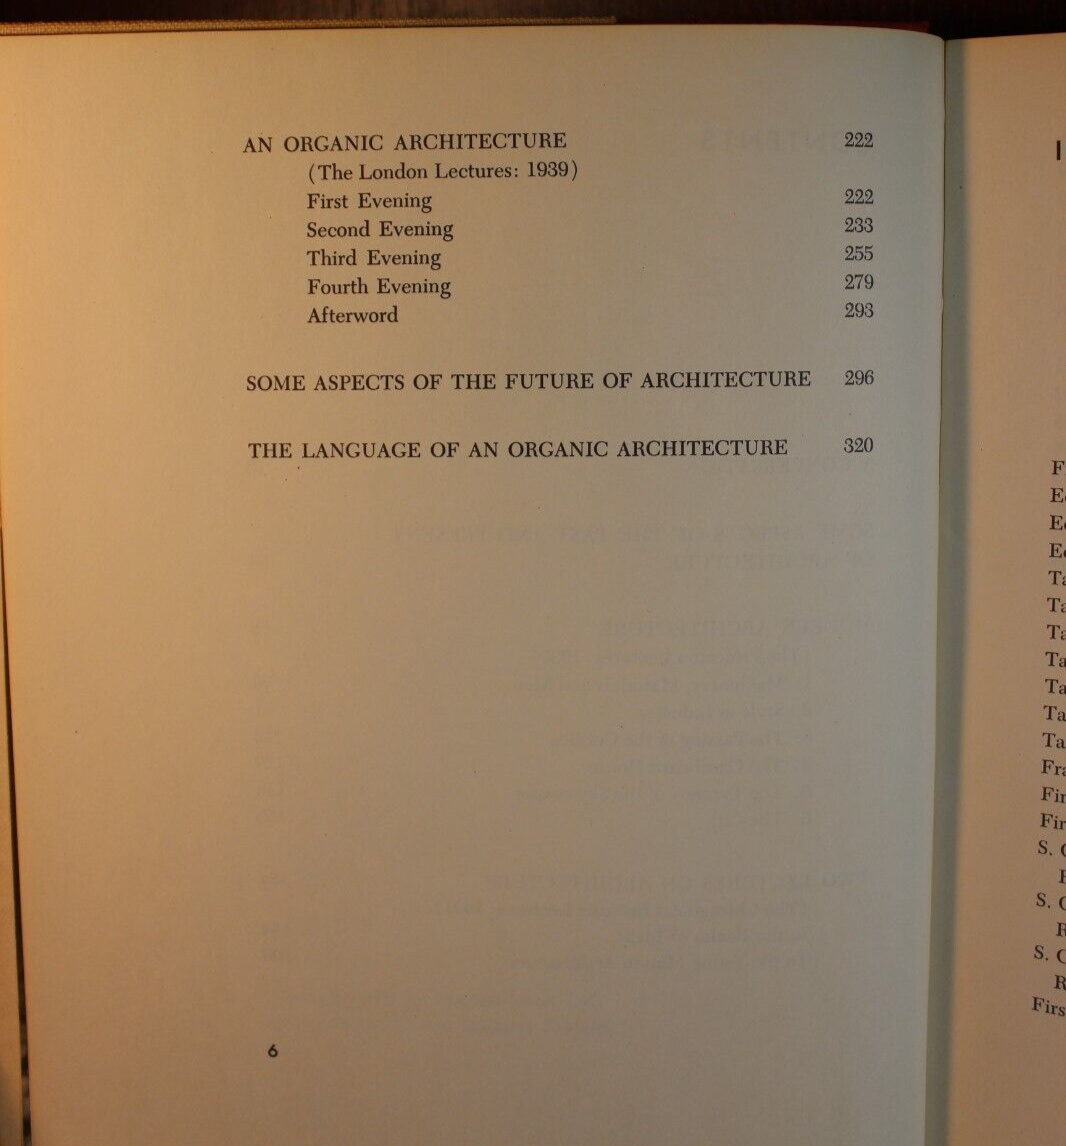 AN ORGANIC ARCHITECTURE 222
(The London Lectures: 1939)
First Evening 222
Second Evening 233
Third Evening 255
Fourth Evening 279
Afterword 293
SOME ASPECTS OF THE FUTURE OF ARCHITECTURE 296
THE LANGUAGE OF AN ORGANIC ARCHITECTURE 320
6